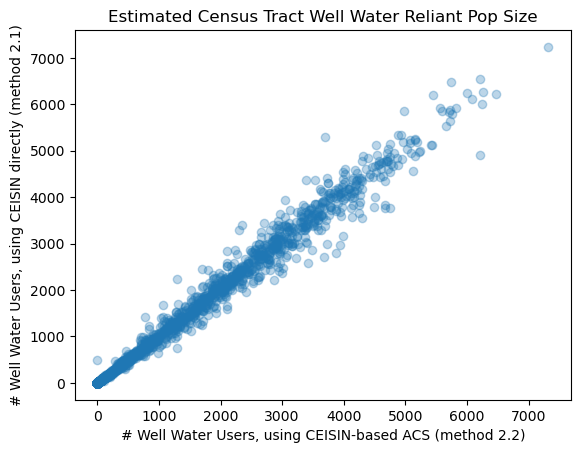 Estimated Census Tract Well Water Reliant Pop Size
# Well Water Users, using CEISIN directly (method 2.1)
7000
6000
5000
4000
3000
2000
1000
0
0 1000 2000 3000 4000 5000 6000 7000
# Well Water Users, using CEISIN-based ACS (method 2.2)